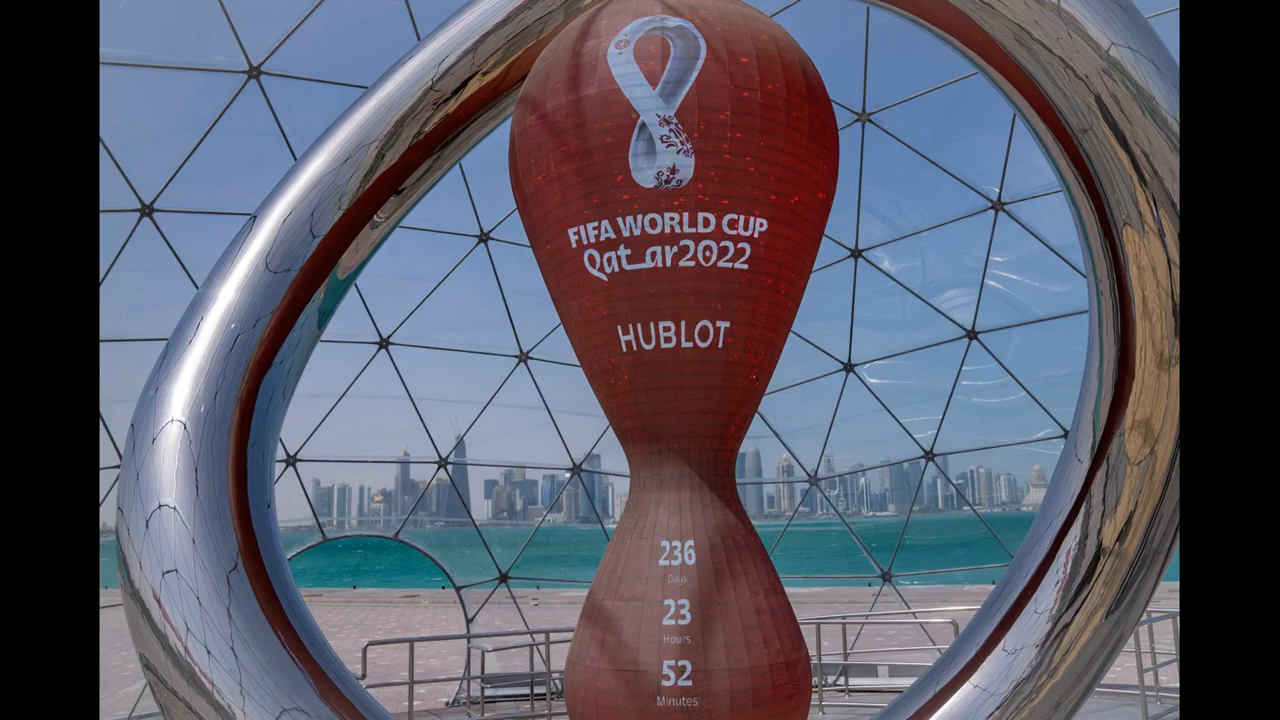 FIFA WORLD CUP
Qatar2022
HUBLOT
236
Days
23
Hours
52
Minutes